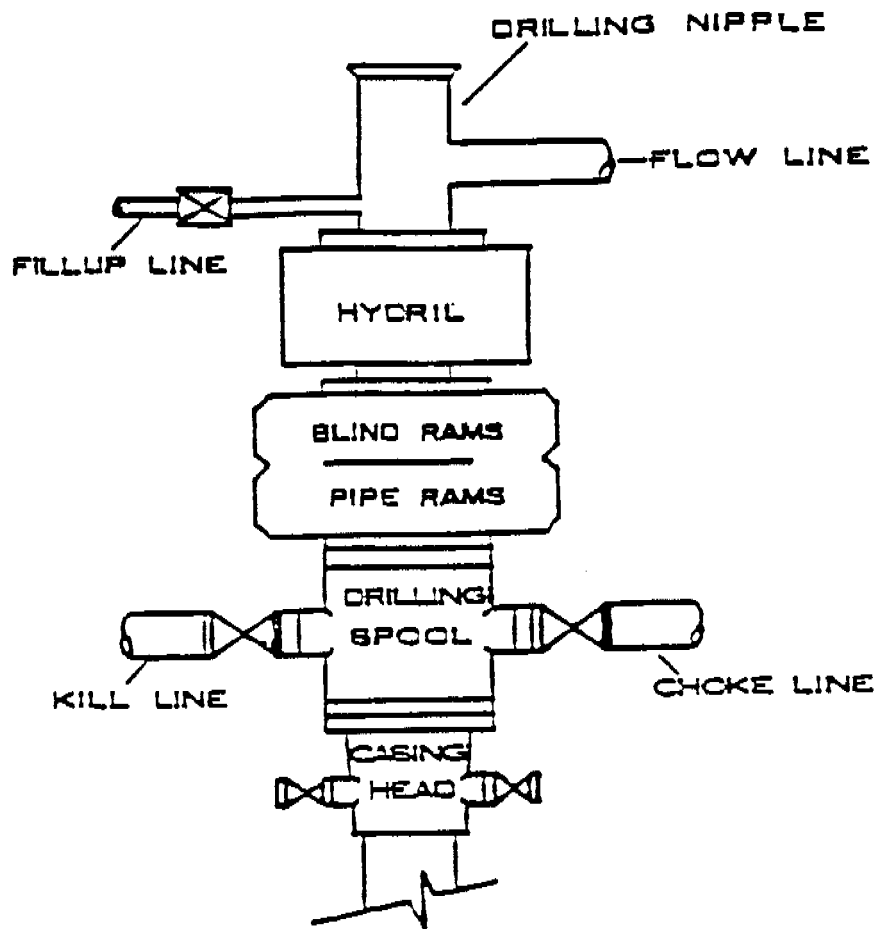 DRILLING NIPPLE
FLOW LINE
FILLUP LINE
HYDRIL
BLIND RAMS
PIPE RAMS
DRILLING
SPOOL
KILL LINE
CHOKE LINE
CASING
HEAD